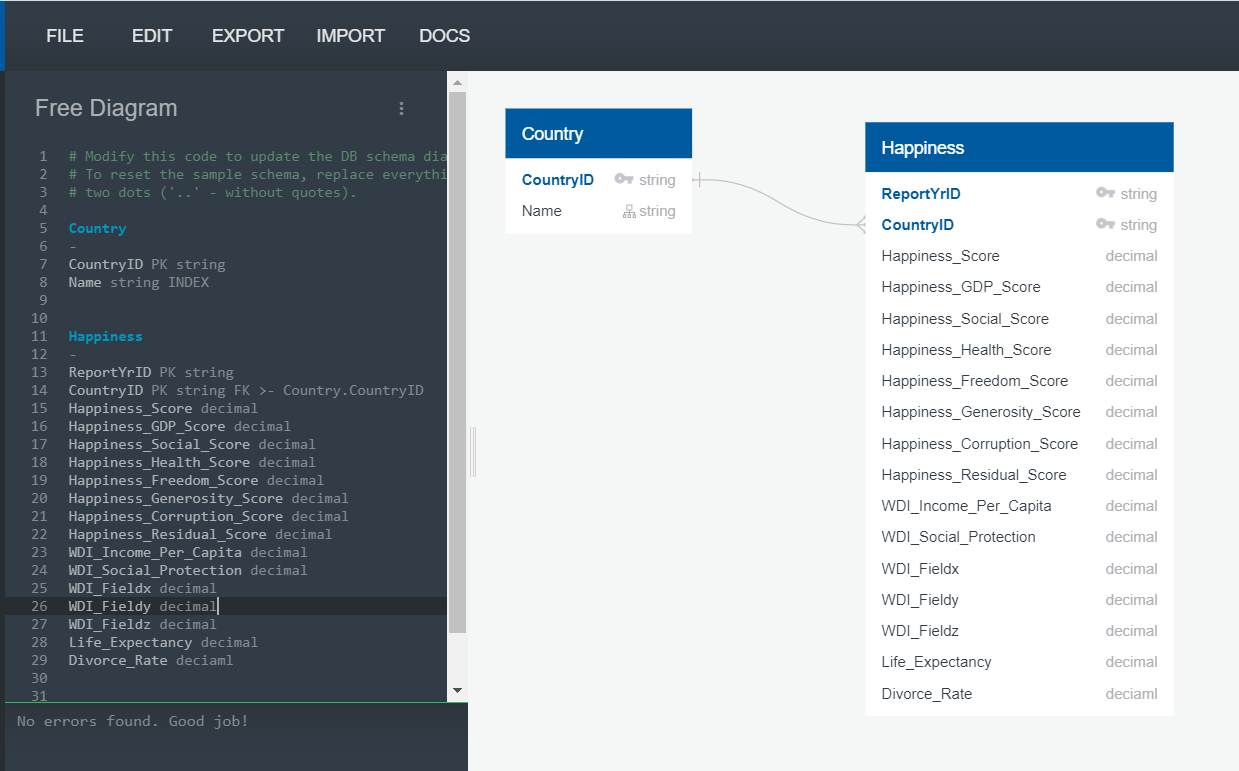 FILE EDIT EXPORT IMPORT DOCS
Free Diagram
1 # Modify this code to update the DB schema dia
2 # To reset the sample schema, replace everythi
3 # two dots ('..' - without quotes).
4
5 Country
6 -
7 CountryID PK string
8 Name string INDEX
9
10
11 Happiness
12 -
13 ReportYrID PK string
14 CountryID PK string FK >- Country.CountryID
15 Happiness_Score decimal
16 Happiness_GDP_Score decimal
17 Happiness_Social_Score decimal
18 Happiness_Health_Score decimal
19 Happiness_Freedom_Score decimal
20 Happiness_Generosity_Score decimal
21 Happiness_Corruption_Score decimal
22 Happiness_Residual_Score decimal
23 WDI_Income_Per_Capita decimal
24 WDI_Social_Protection decimal
25 WDI_Fieldx decimal
26 WDI_Fieldy decimal
27 WDI_Fieldz decimal
28 Life_Expectancy decimal
29 Divorce_Rate deciaml
30
31
No errors found. Good job!
Country
CountryID string
Name string
Happiness
ReportYrID string
CountryID string
Happiness_Score decimal
Happiness_GDP_Score decimal
Happiness_Social_Score decimal
Happiness_Health_Score decimal
Happiness_Freedom_Score decimal
Happiness_Generosity_Score decimal
Happiness_Corruption_Score decimal
Happiness_Residual_Score decimal
WDI_Income_Per_Capita decimal
WDI_Social_Protection decimal
WDI_Fieldx decimal
WDI_Fieldy decimal
WDI_Fieldz decimal
Life_Expectancy decimal
Divorce_Rate deciaml